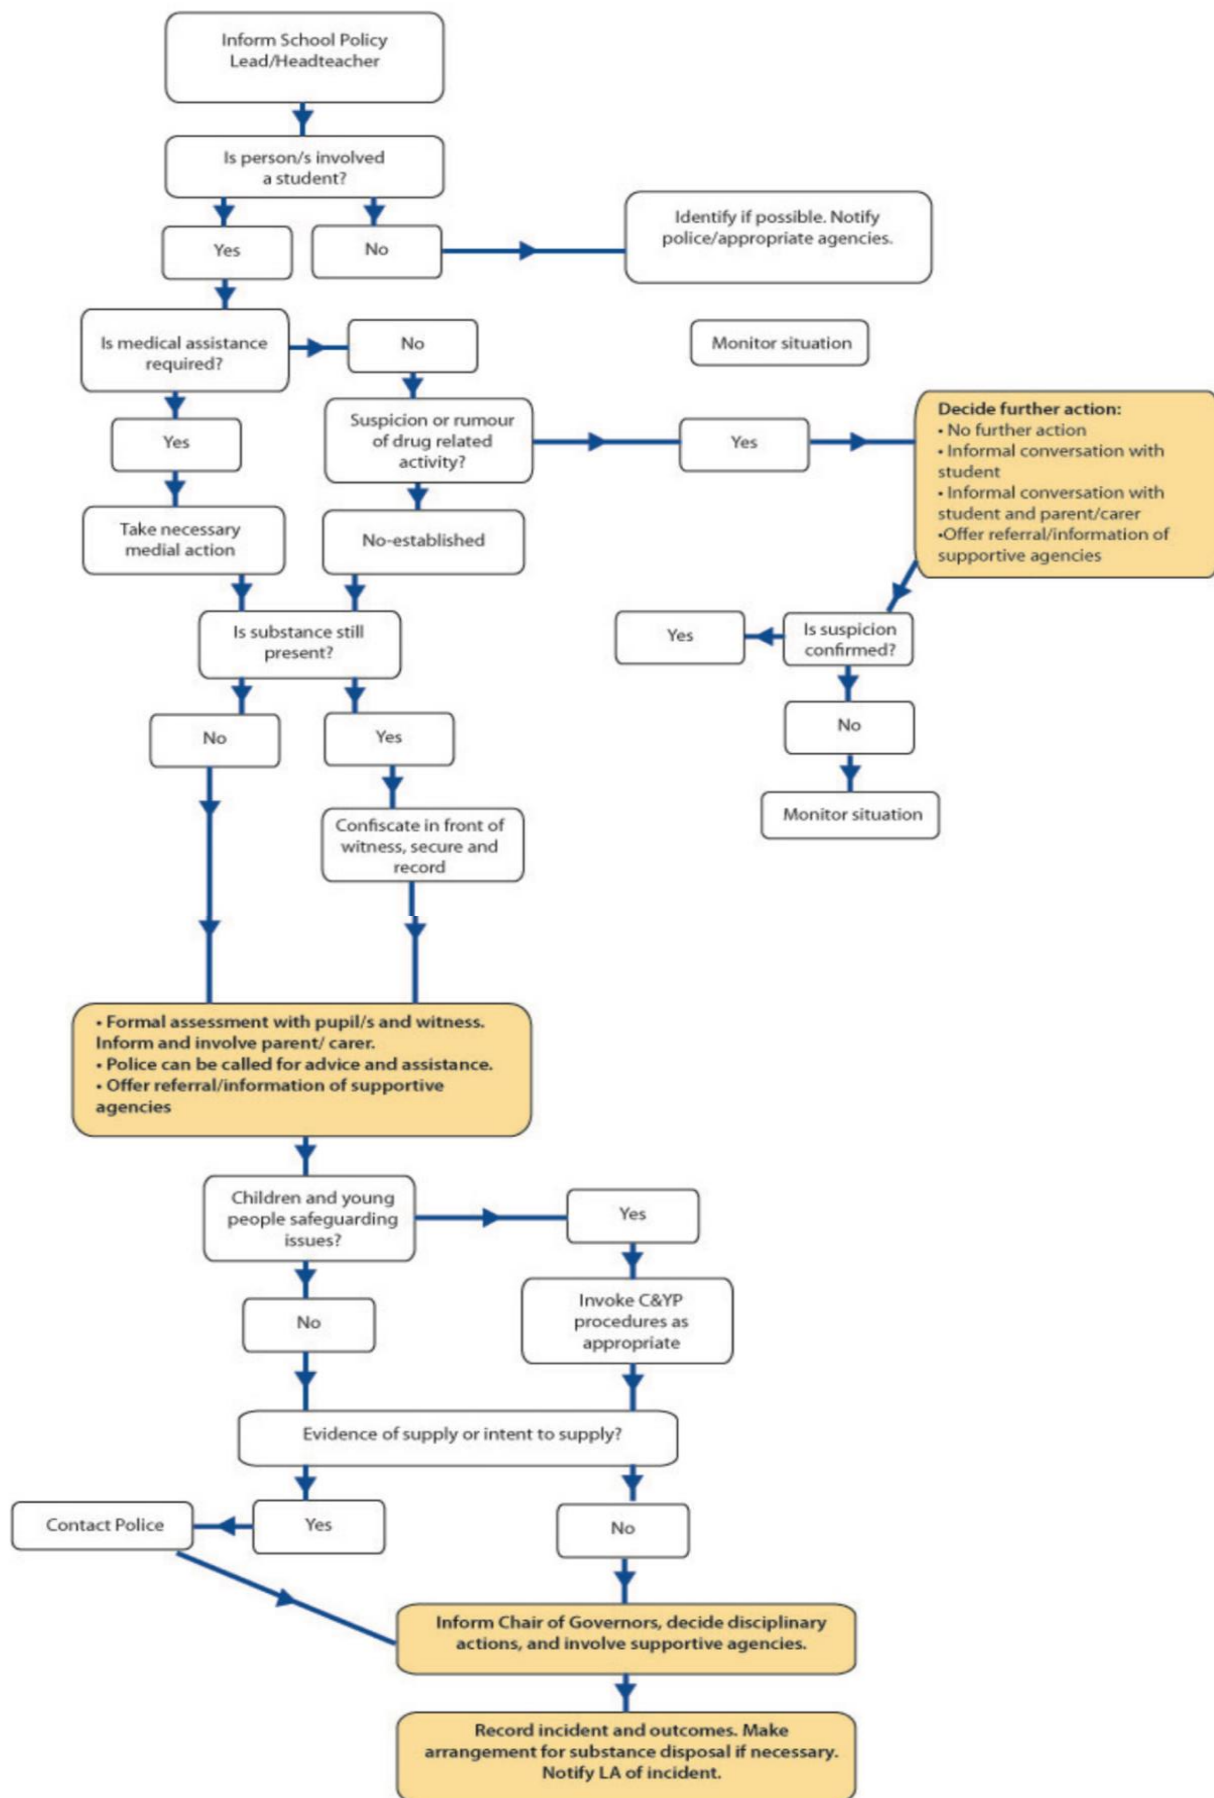 Inform School Policy
Lead/Headteacher
Is person/s involved
a student?
Yes
No
Identify if possible. Notify
police/appropriate agencies.
Is medical assistance
required?
No
Monitor situation
Yes
Suspicion or rumour
of drug related
activity?
Yes
Decide further action:
• No further action
• Informal conversation with
student
• Informal conversation with
student and parent/carer
•Offer referral/information of
supportive agencies
Take necessary
medial action
No-established
Is substance still
present?
Yes
Is suspicion
confirmed?
No
Yes
No
Monitor situation
Confiscate in front of
witness, secure and
record
• Formal assessment with pupil/s and witness.
Inform and involve parent/ carer.
• Police can be called for advice and assistance.
• Offer referral/information of supportive
agencies
Children and young
people safeguarding
issues?
Yes
No
Invoke C&YP
procedures as
appropriate
Evidence of supply or intent to supply?
Contact Police
Yes
No
Inform Chair of Governors, decide disciplinary
actions, and involve supportive agencies.
Record incident and outcomes. Make
arrangement for substance disposal if necessary.
Notify LA of incident.